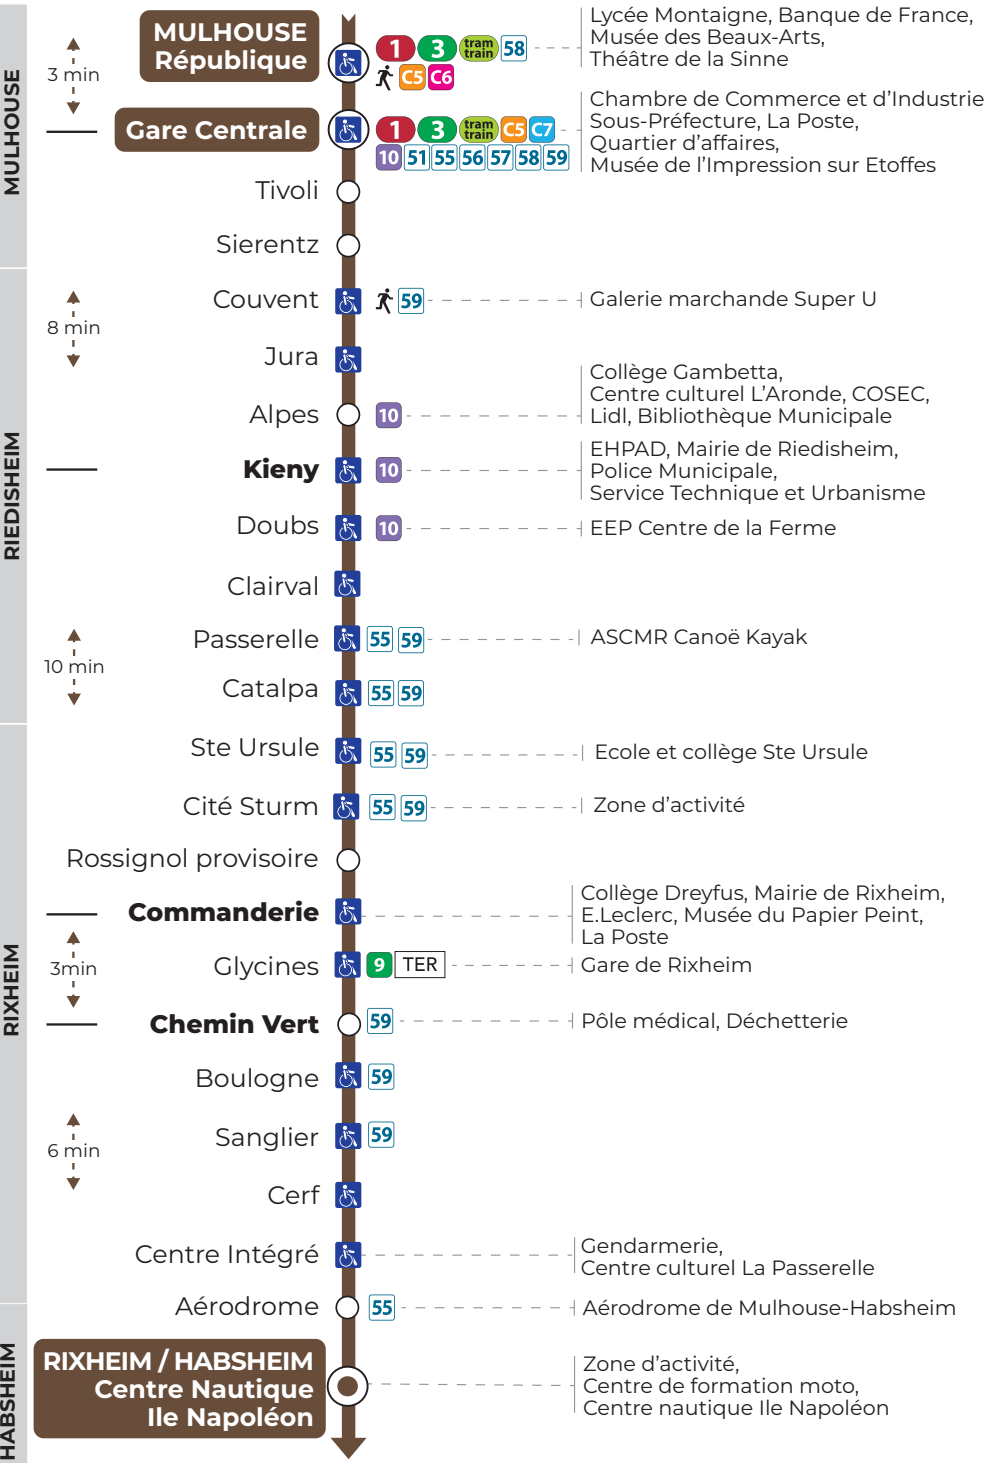 MULHOUSE
République
1 3 tram train 58
C5 C6
Lycée Montaigne, Banque de France,
Musée des Beaux-Arts,
Théâtre de la Sinne
3 min
MULHOUSE
Gare Centrale
1 3 tram train C5 C7
10 51 55 56 57 58 59
Chambre de Commerce et d'Industrie
Sous-Préfecture, La Poste,
Quartier d'affaires,
Musée de l'Impression sur Etoffes
Tivoli
Sierentz
Couvent
59
Galerie marchande Super U
8 min
Jura
Alpes
10
Collège Gambetta,
Centre culturel L'Aronde, COSEC,
Lidl, Bibliothèque Municipale
RIEDISHEIM
Kieny
10
EHPAD, Mairie de Riedisheim,
Police Municipale,
Service Technique et Urbanisme
Doubs
10
EEP Centre de la Ferme
Clairval
Passerelle
55 59
ASCMR Canoë Kayak
10 min
Catalpa
55 59
Ste Ursule
55 59
Ecole et collège Ste Ursule
Cité Sturm
55 59
Zone d'activité
Rossignol provisoire
Commanderie
Collège Dreyfus, Mairie de Rixheim,
E.Leclerc, Musée du Papier Peint,
La Poste
RIXHEIM
3min
Glycines
9 TER
Gare de Rixheim
Chemin Vert
59
Pôle médical, Déchetterie
Boulogne
59
Sanglier
59
6 min
Cerf
Centre Intégré
Gendarmerie,
Centre culturel La Passerelle
Aérodrome
55
Aérodrome de Mulhouse-Habsheim
HABSHEIM
RIXHEIM / HABSHEIM
Centre Nautique
Ile Napoléon
Zone d'activité,
Centre de formation moto,
Centre nautique Ile Napoléon